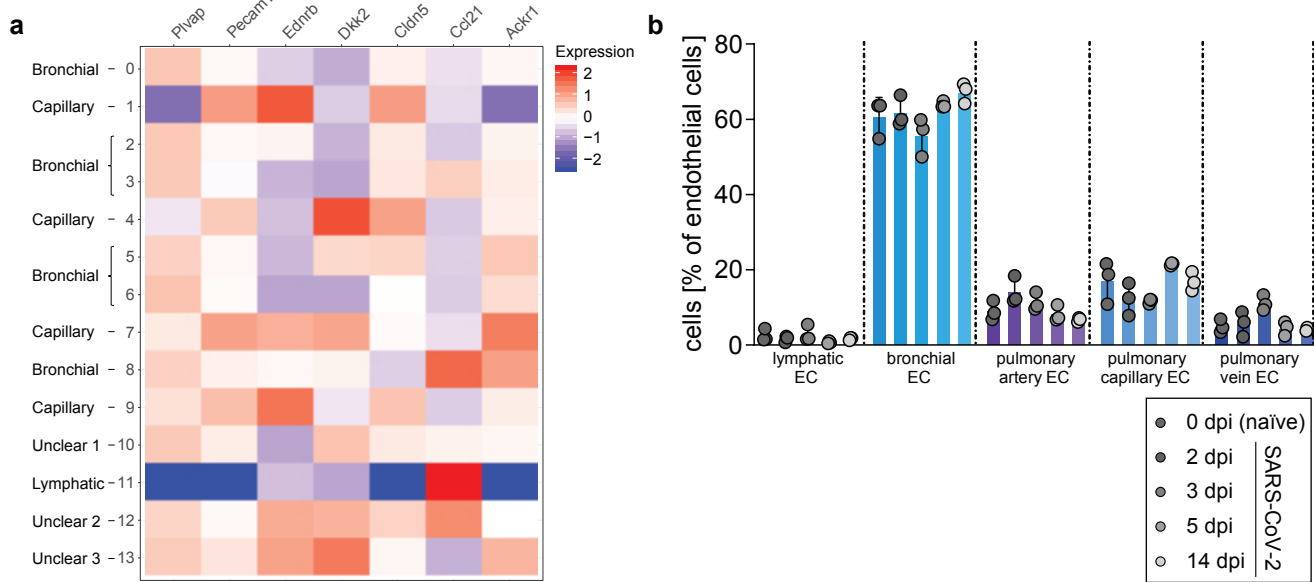 a
Plvap
Ednrb
Dkk2
Cldn5
Ccl21
Ackr1
Bronchial 0
Capillary 1
2
Bronchial
3
Capillary 4
5
Bronchial
6
Capillary 7
Bronchial 8
Capillary 9
Unclear 1 10
Lymphatic 11
Unclear 2 12
Unclear 3 13
Expression
2
1
0
−1
−2
b
cells [% of endothelial cells]
80
60
40
20
0
lymphatic EC
bronchial EC
pulmonary artery EC
pulmonary capillary EC
pulmonary vein EC
0 dpi (naïve)
2 dpi
3 dpi
5 dpi
14 dpi
SARS-CoV-2